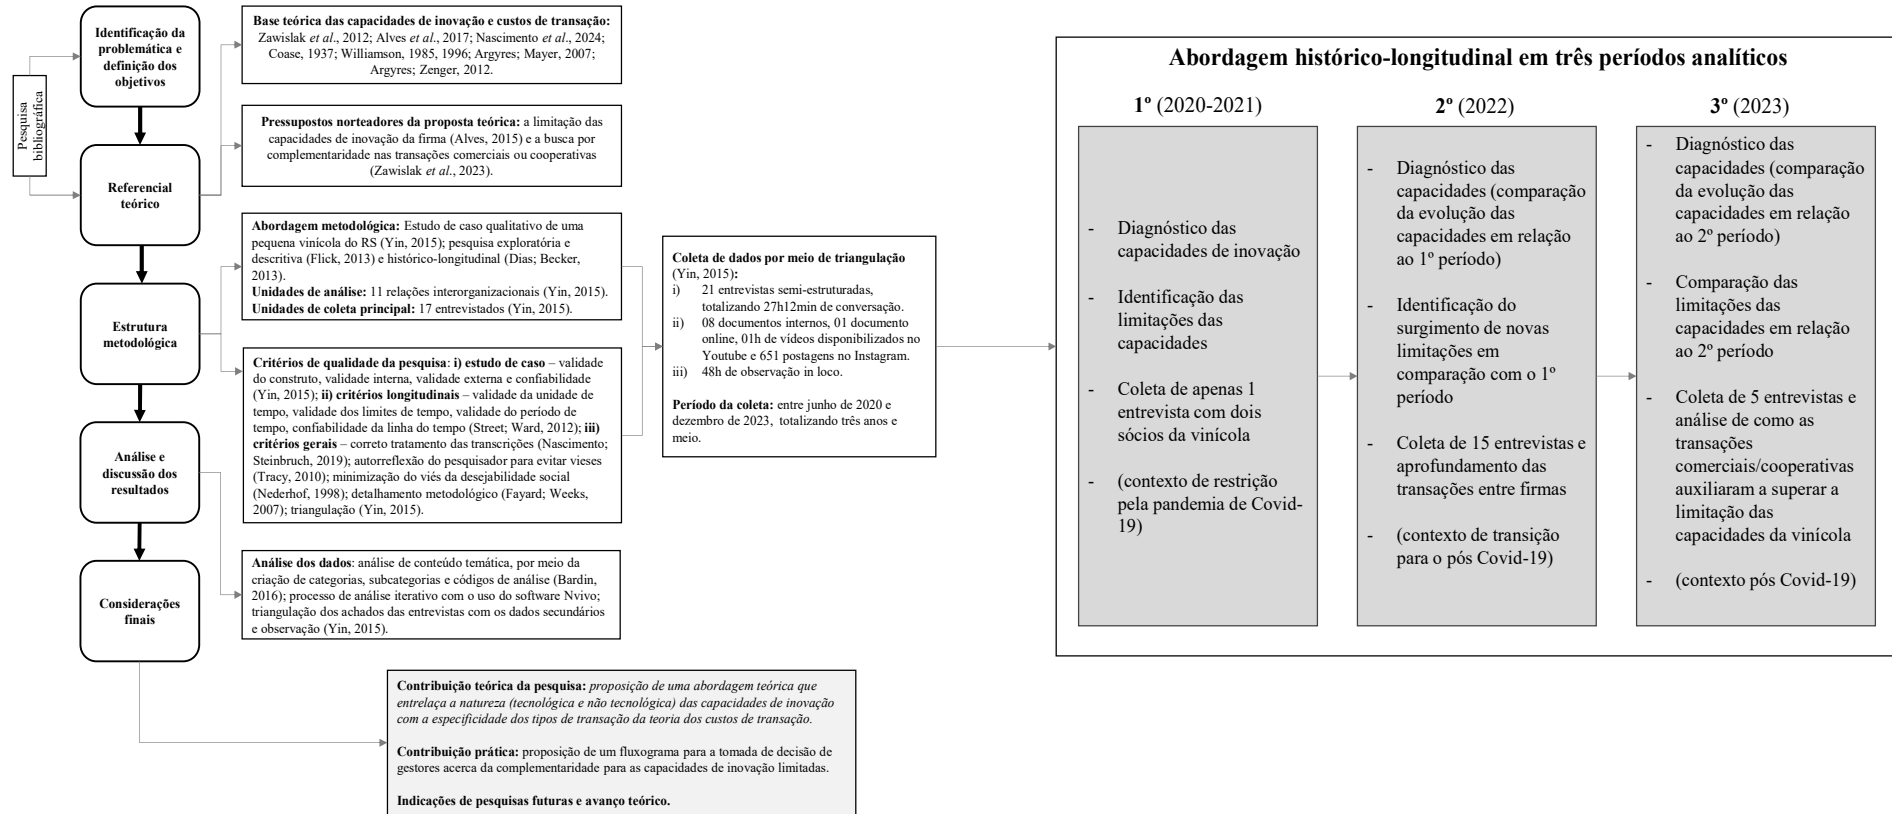 Pesquisa
bibliográfica
Identificação da
problemática e
definição dos
objetivos
Referencial
teórico
Estrutura
metodológica
Análise e
discussão dos
resultados
Considerações
finais
Base teórica das capacidades de inovação e custos de transação:
Zawislak et al., 2012; Alves et al., 2017; Nascimento et al., 2024;
Coase, 1937; Williamson, 1985, 1996, Argyres; Mayer, 2007;
Argyres; Zenger, 2012.
Pressupostos norteadores da proposta teórica: a limitação das
capacidades de inovação da firma (Alves, 2015) e a busca por
complementaridade nas transações comerciais ou cooperativas
(Zawislak et al., 2023).
Abordagem metodológica: Estudo de caso qualitativo de uma
pequena vinícola do RS (Yin, 2015); pesquisa exploratória e
descritiva (Flick, 2013) e histórico-longitudinal (Dias; Becker,
2013).
Unidades de análise: 11 relações interorganizacionais (Yin, 2015).
Unidades de coleta principal: 17 entrevistados (Yin, 2015).
Critérios de qualidade da pesquisa: i) estudo de caso – validade
do construto, validade interna, validade externa e confiabilidade
(Yin, 2015); ii) critérios longitudinais – validade da unidade de
tempo, validade dos limites de tempo, validade do período de
tempo, confiabilidade da linha do tempo (Street; Ward, 2012); iii)
critérios gerais – correto tratamento das transcrições (Nascimento;
Steinbruch, 2019); autorreflexão do pesquisador para evitar vieses
(Tracy, 2010); minimização do viés da desejabilidade social
(Nederhof, 1998); detalhamento metodológico (Fayard; Weeks,
2007); triangulação (Yin, 2015).
Análise dos dados: análise de conteúdo temática, por meio da
criação de categorias, subcategorias e códigos de análise (Bardin,
2016); processo de análise iterativo com o uso do software Nvivo;
triangulação dos achados das entrevistas com os dados secundários
e observação (Yin, 2015).
Contribuição teórica da pesquisa: proposição de uma abordagem teórica que
entrelaça a natureza (tecnológica e não tecnológica) das capacidades de inovação
com a especificidade dos tipos de transação da teoria dos custos de transação.
Contribuição prática: proposição de um fluxograma para a tomada de decisão de
gestores acerca da complementaridade para as capacidades de inovação limitadas.
Indicações de pesquisas futuras e avanço teórico.
Coleta de dados por meio de triangulação
(Yin, 2015):
i) 21 entrevistas semi-estruturadas,
totalizando 27h12min de conversação.
ii) 08 documentos internos, 01 documento
online, 01h de vídeos disponibilizados no
Youtube e 651 postagens no Instagram.
iii) 48h de observação in loco.
Período da coleta: entre junho de 2020 e
dezembro de 2023, totalizando três anos e
meio.
Abordagem histórico-longitudinal em três períodos analíticos
1º (2020-2021)
- Diagnóstico das
capacidades de inovação
- Identificação das
limitações das
capacidades
- Coleta de apenas 1
entrevista com dois
sócios da vinícola
- (contexto de restrição
pela pandemia de Covid-
19)
2º (2022)
- Diagnóstico das
capacidades (comparação
da evolução das
capacidades em relação
ao 1º período)
- Identificação do
surgimento de novas
limitações em
comparação com o 1º
período
- Coleta de 15 entrevistas e
aprofundamento das
transações entre firmas
- (contexto de transição
para o pós Covid-19)
3º (2023)
- Diagnóstico das
capacidades (comparação
da evolução das
capacidades em relação
ao 2º período)
- Comparação das
limitações das
capacidades em relação
ao 2º período
- Coleta de 5 entrevistas e
análise de como as
transações
comerciais/cooperativas
auxiliaram a superar a
limitação das
capacidades da vinícola
- (contexto pós Covid-19)